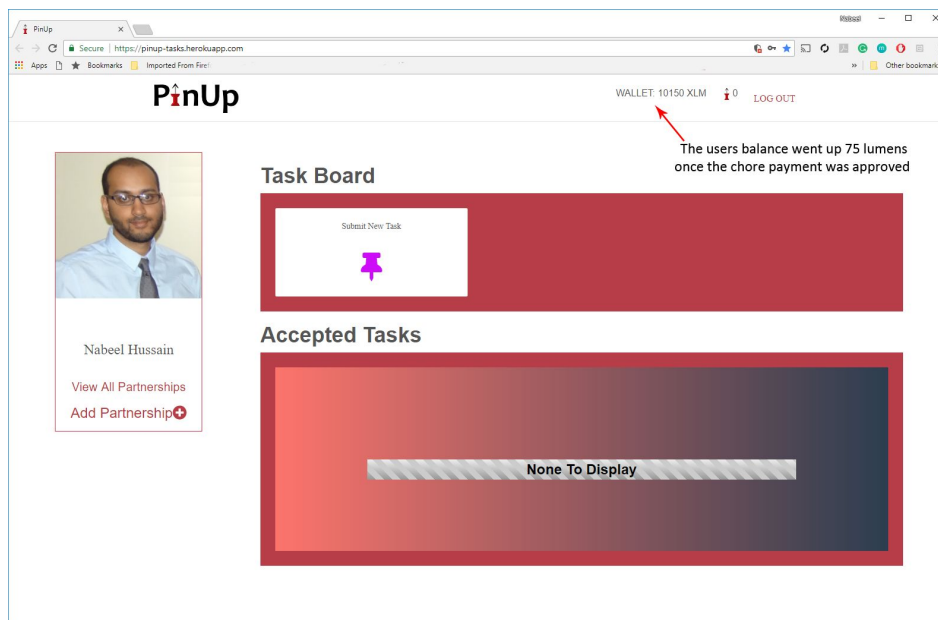 Nabeel
PinUp
Secure | https://pinup-tasks.herokuapp.com
Apps Bookmarks Imported From Firef
» Other bookmark
PinUp
WALLET: 10150 XLM 0 LOG OUT
The users balance went up 75 lumens
once the chore payment was approved
Task Board
Submit New Task
Nabeel Hussain
View All Partnerships
Add Partnership
Accepted Tasks
None To Display